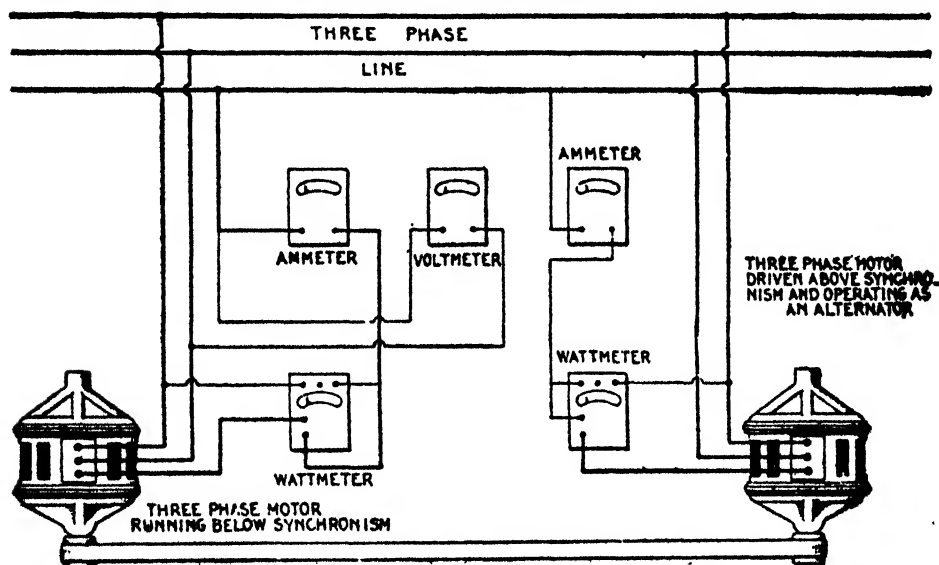 THREE PHASE
LINE
AMMETER
AMMETER
VOLTMETER
THREE PHASE MOTOR
DRIVEN ABOVE SYNCHRO-
NISM AND OPERATING AS
AN ALTERNATOR
WATTMETER
WATTMETER
THREE PHASE MOTOR
RUNNING BELOW SYNCHRONISM